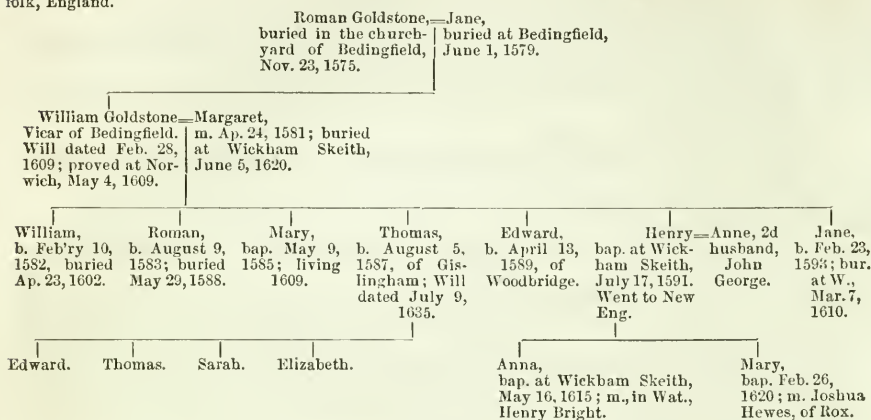 folk, England.
Roman Goldstone,=Jane,
buried in the church- buried at Bedingfield,
yard of Bedingfield, June 1, 1579.
Nov. 23, 1575.
William Goldstone=Margaret,
Vicar of Bedingfield. m. Ap. 24, 1581; buried
Will dated Feb. 28, at Wickham Skeith,
1609; proved at Nor- June 5, 1620.
wich, May 4, 1609.
William,
b. Feb'ry 10,
1582, buried
Ap. 23, 1602.
Roman,
b. August 9,
1583; buried
May 29, 1588.
Mary,
bap. May 9,
1585; living
1609.
Thomas,
b. August 5,
1587, of Gis-
lingham; Will
dated July 9,
1635.
Edward,
b. April 13,
1589, of
Woodbridge.
Henry=Anne, 2d
bap. at Wick- husband,
ham Skeith, John
July 17, 1591. George.
Went to New
Eng.
Jane,
b. Feb. 23,
1593; bur.
at W.,
Mar. 7,
1610.
Edward. Thomas. Sarah. Elizabeth.
Anna,
bap. at Wickbam Skeith,
May 16, 1615; m., in Wat.,
Henry Bright.
Mary,
bap. Feb. 26,
1620; m. Joshua
Hewes, of Rox.